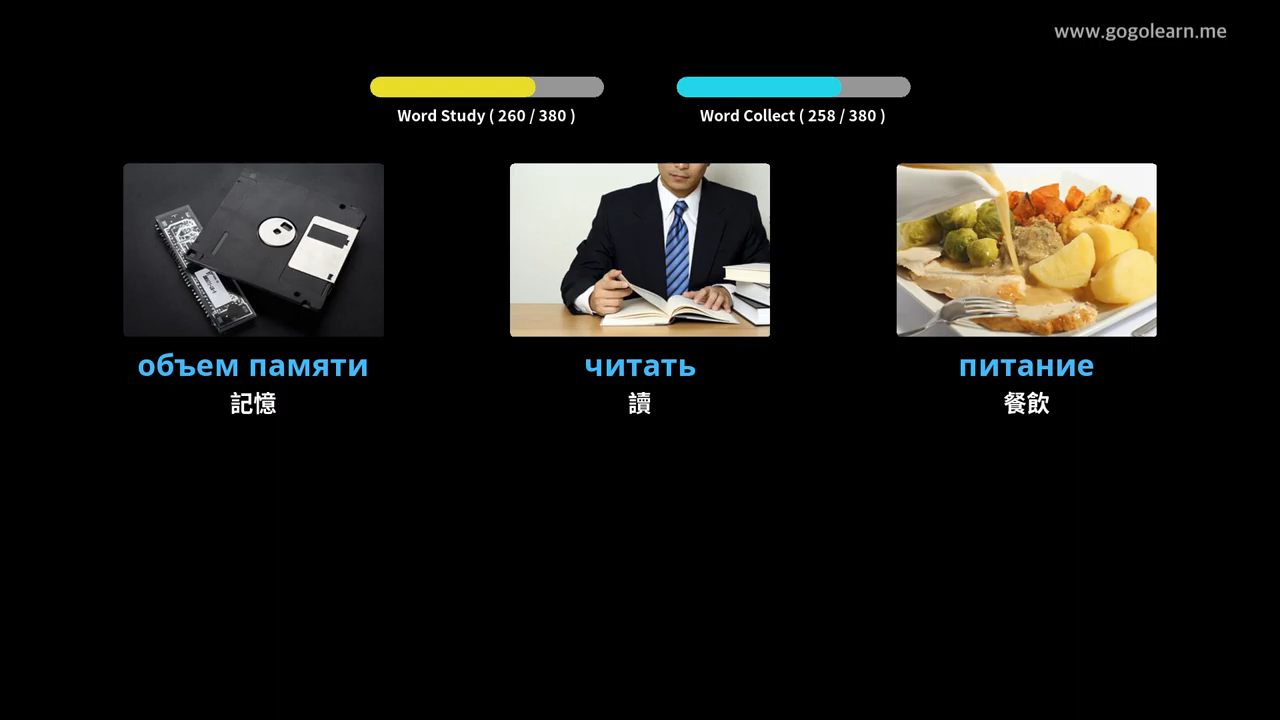 www.gogolearn.me
Word Study ( 260 / 380 )
Word Collect ( 258 / 380 )
объем памяти
記憶
читать
讀
питание
餐飲